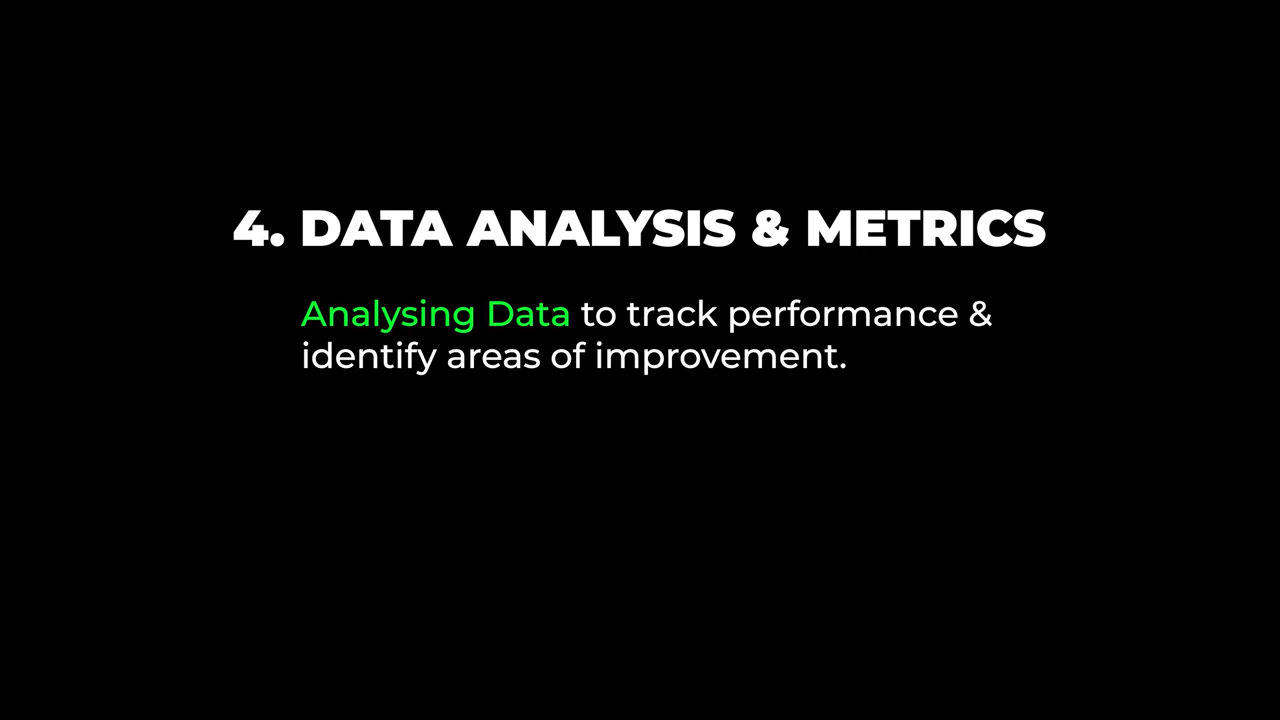 4. DATA ANALYSIS & METRICS
Analysing Data to track performance &
identify areas of improvement.